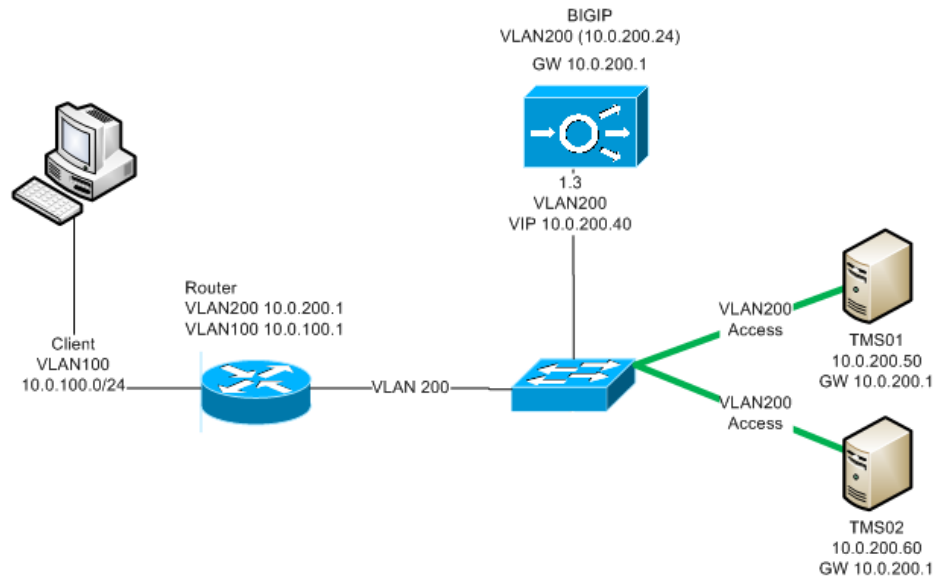 BIGIP
VLAN200 (10.0.200.24)
GW 10.0.200.1
1.3
VLAN200
VIP 10.0.200.40
Router
VLAN200 10.0.200.1
VLAN100 10.0.100.1
Client
VLAN100
10.0.100.0/24
VLAN 200
VLAN200
Access
TMS01
10.0.200.50
GW 10.0.200.1
VLAN200
Access
TMS02
10.0.200.60
GW 10.0.200.1